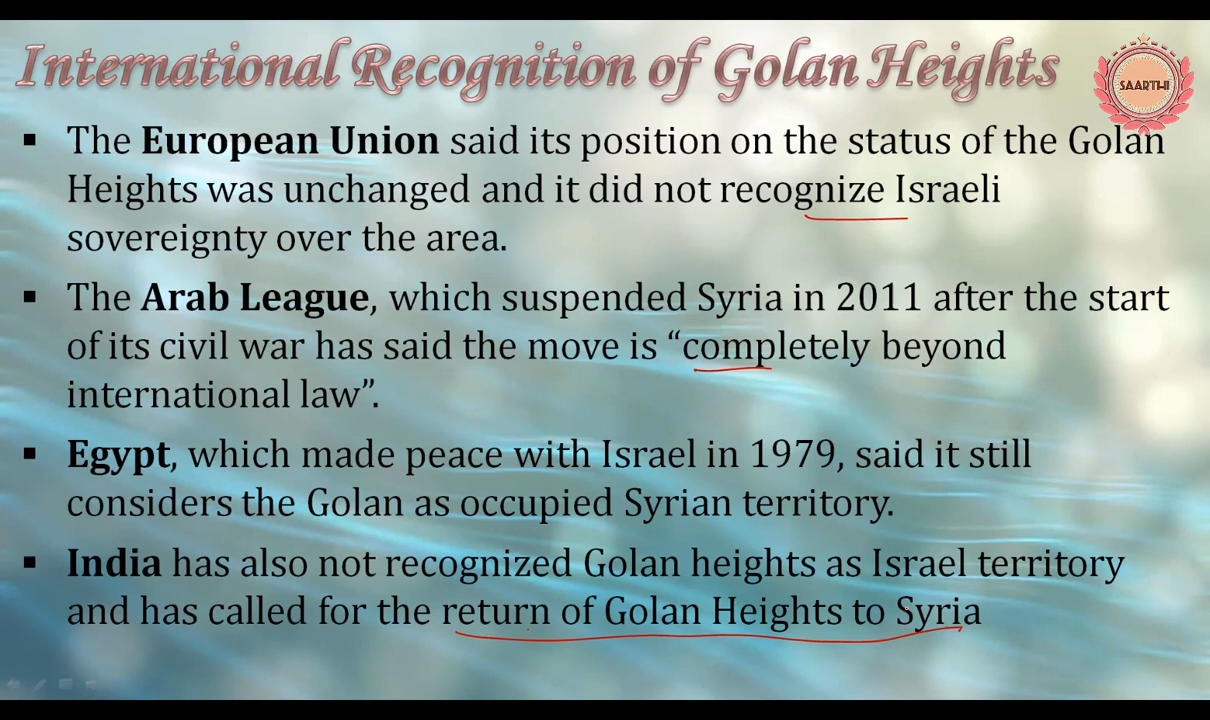 International Recognition of Golan Heights
SAARTHI
▪ The European Union said its position on the status of the Golan
Heights was unchanged and it did not recognize Israeli
sovereignty over the area.
▪ The Arab League, which suspended Syria in 2011 after the start
of its civil war has said the move is “completely beyond
international law”.
▪ Egypt, which made peace with Israel in 1979, said it still
considers the Golan as occupied Syrian territory.
▪ India has also not recognized Golan heights as Israel territory
and has called for the return of Golan Heights to Syria